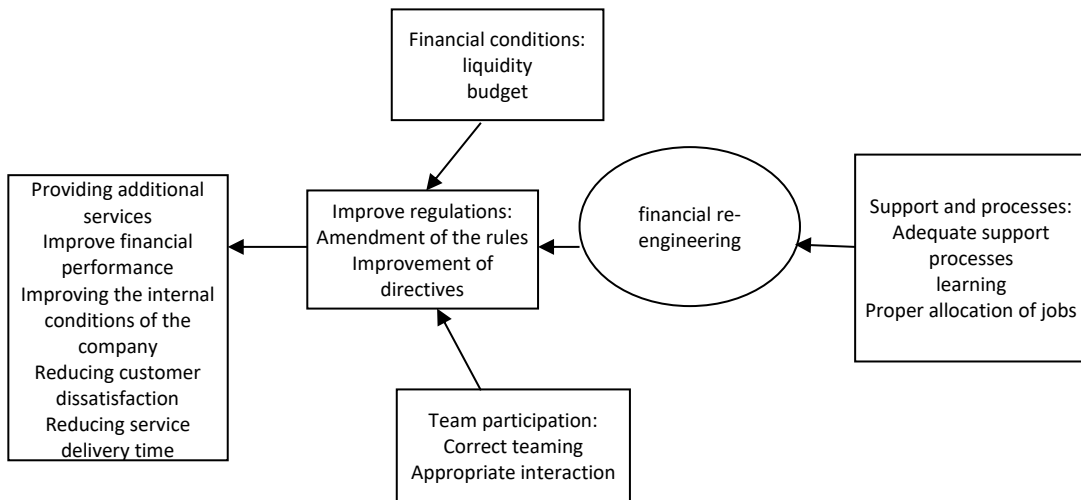 Financial conditions:
liquidity
budget
Providing additional
services
Improve financial
performance
Improving the internal
conditions of the
company
Reducing customer
dissatisfaction
Reducing service
delivery time
Improve regulations:
Amendment of the rules
Improvement of
directives
financial re-
engineering
Support and processes:
Adequate support
processes
learning
Proper allocation of jobs
Team participation:
Correct teaming
Appropriate interaction